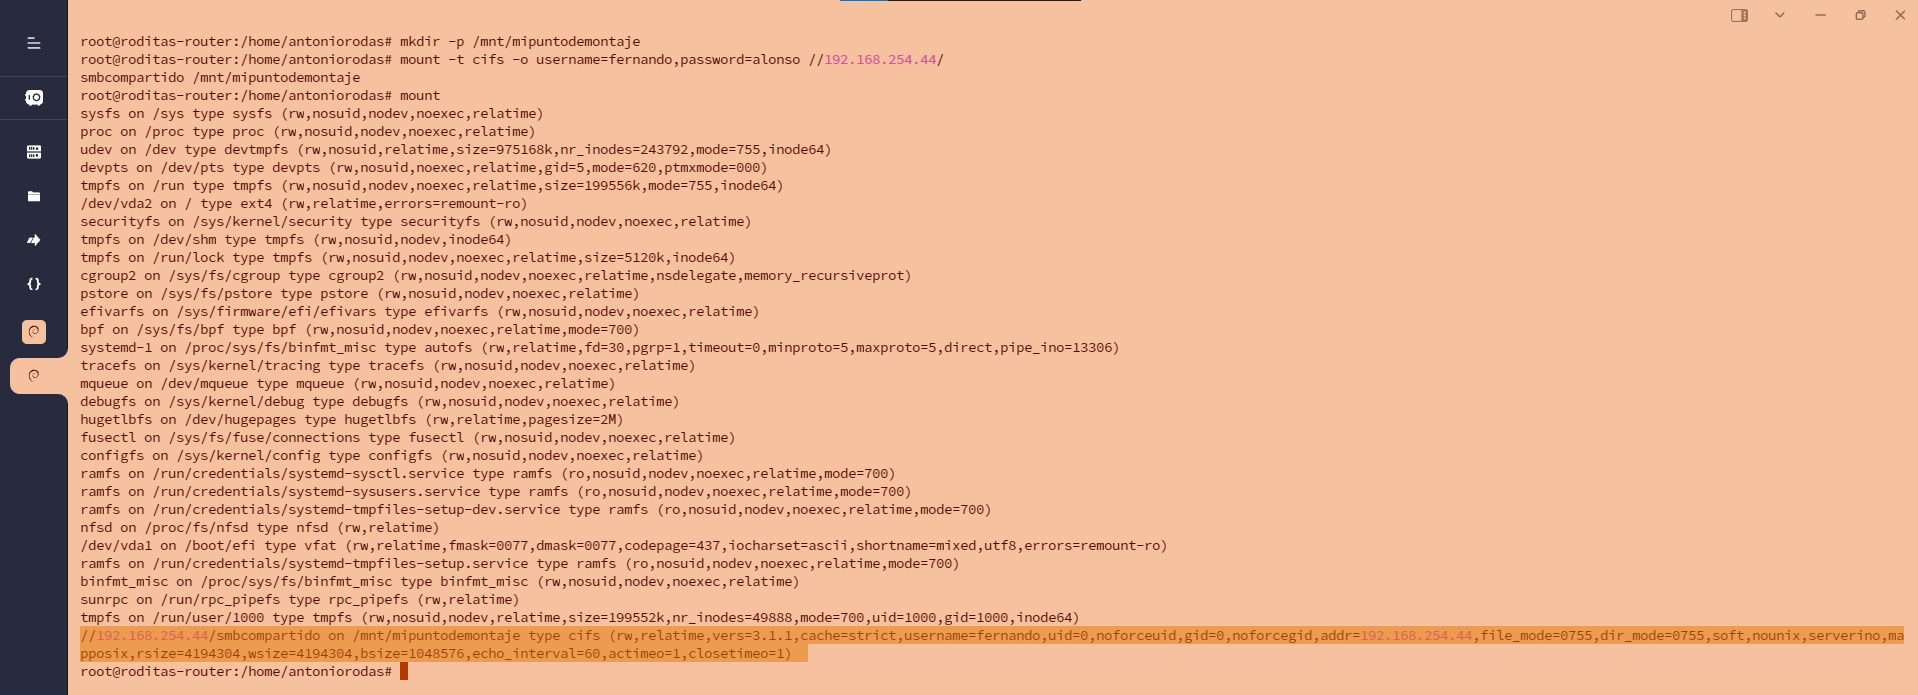 root@roditas-router:/home/antoniorodas# mkdir -p /mnt/mipuntodemontaje
root@roditas-router:/home/antoniorodas# mount -t cifs -o username=fernando,password=alonso //192.168.254.44/
smbcompartido /mnt/mipuntodemontaje
root@roditas-router:/home/antoniorodas# mount
sysfs on /sys type sysfs (rw,nosuid,nodev,noexec,relatime)
proc on /proc type proc (rw,nosuid,nodev,noexec,relatime)
udev on /dev type devtmpfs (rw,nosuid,relatime,size=975168k,nr_inodes=243792,mode=755,inode64)
devpts on /dev/pts type devpts (rw,nosuid,noexec,relatime,gid=5,mode=620,ptmxmode=000)
tmpfs on /run type tmpfs (rw,nosuid,nodev,noexec,relatime,size=199556k,mode=755,inode64)
/dev/vda2 on / type ext4 (rw,relatime,errors=remount-ro)
securityfs on /sys/kernel/security type securityfs (rw,nosuid,nodev,noexec,relatime)
tmpfs on /dev/shm type tmpfs (rw,nosuid,nodev,inode64)
tmpfs on /run/lock type tmpfs (rw,nosuid,nodev,noexec,relatime,size=5120k,inode64)
cgroup2 on /sys/fs/cgroup type cgroup2 (rw,nosuid,nodev,noexec,relatime,nsdelegate,memory_recursiveprot)
pstore on /sys/fs/pstore type pstore (rw,nosuid,nodev,noexec,relatime)
efivarfs on /sys/firmware/efi/efivars type efivarfs (rw,nosuid,nodev,noexec,relatime)
bpf on /sys/fs/bpf type bpf (rw,nosuid,nodev,noexec,relatime,mode=700)
systemd-1 on /proc/sys/fs/binfmt_misc type autofs (rw,relatime,fd=30,pgrp=1,timeout=0,minproto=5,maxproto=5,direct,pipe_ino=13306)
tracefs on /sys/kernel/tracing type tracefs (rw,nosuid,nodev,noexec,relatime)
mqueue on /dev/mqueue type mqueue (rw,nosuid,nodev,noexec,relatime)
debugfs on /sys/kernel/debug type debugfs (rw,nosuid,nodev,noexec,relatime)
hugetlbfs on /dev/hugepages type hugetlbfs (rw,relatime,pagesize=2M)
fusectl on /sys/fs/fuse/connections type fusectl (rw,nosuid,nodev,noexec,relatime)
configfs on /sys/kernel/config type configfs (rw,nosuid,nodev,noexec,relatime)
ramfs on /run/credentials/systemd-sysctl.service type ramfs (ro,nosuid,nodev,noexec,relatime,mode=700)
ramfs on /run/credentials/systemd-sysusers.service type ramfs (ro,nosuid,nodev,noexec,relatime,mode=700)
ramfs on /run/credentials/systemd-tmpfiles-setup-dev.service type ramfs (ro,nosuid,nodev,noexec,relatime,mode=700)
nfsd on /proc/fs/nfsd type nfsd (rw,relatime)
/dev/vda1 on /boot/efi type vfat (rw,relatime,fmask=0077,dmask=0077,codepage=437,iocharset=ascii,shortname=mixed,utf8,errors=remount-ro)
ramfs on /run/credentials/systemd-tmpfiles-setup.service type ramfs (ro,nosuid,nodev,noexec,relatime,mode=700)
binfmt_misc on /proc/sys/fs/binfmt_misc type binfmt_misc (rw,nosuid,nodev,noexec,relatime)
sunrpc on /run/rpc_pipefs type rpc_pipefs (rw,relatime)
tmpfs on /run/user/1000 type tmpfs (rw,nosuid,nodev,relatime,size=199552k,nr_inodes=49888,mode=700,uid=1000,gid=1000,inode64)
//192.168.254.44/smbcompartido on /mnt/mipuntodemontaje type cifs (rw,relatime,vers=3.1.1,cache=strict,username=fernando,uid=0,noforceuid,gid=0,noforcegid,addr=192.168.254.44,file_mode=0755,dir_mode=0755,soft,nounix,serverino,ma
pposix,rsize=4194304,wsize=4194304,bsize=1048576,echo_interval=60,actimeo=1,closetimeo=1)
root@roditas-router:/home/antoniorodas#